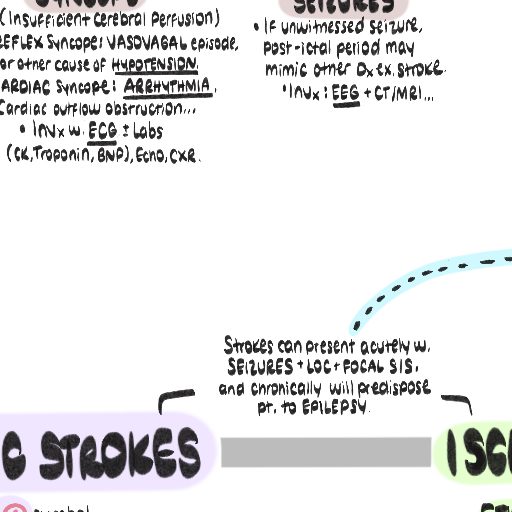 SYNCOPE
(Insufficient cerebral perfusion)
REFLEX Syncope: VASOVAGAL episode,
or other cause of HYPOTENSION.
CARDIAC Syncope: ARRHYTHMIA,
Cardiac outflow obstruction...
• INVx w. ECG ± Labs
(CK, Troponin, BNP), Echo, CXR.
SEIZURES
• If unwitnessed seizure,
post-ictal period may
mimic other Dx ex. stroke.
• INVx: EEG + CT/MRI...
Strokes can present acutely w.
SEIZURES + LOC + FOCAL S/S,
and chronically will predispose
pt. to EPILEPSY.
C STROKES
ISC
symbol